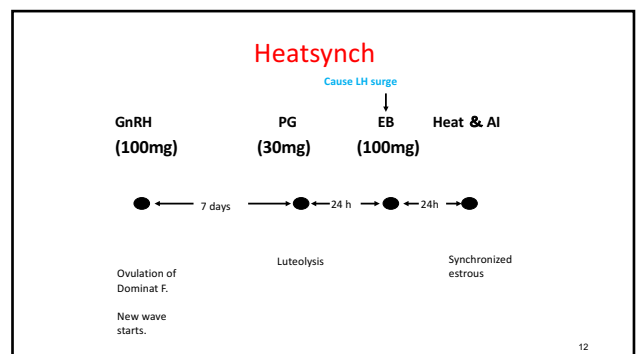 Heatsynch
Cause LH surge
GnRH PG EB Heat & AI
(100mg) (30mg) (100mg)
7 days 24 h 24h
Luteolysis Synchronized
estrous
Ovulation of
Dominat F.
New wave
starts.
12